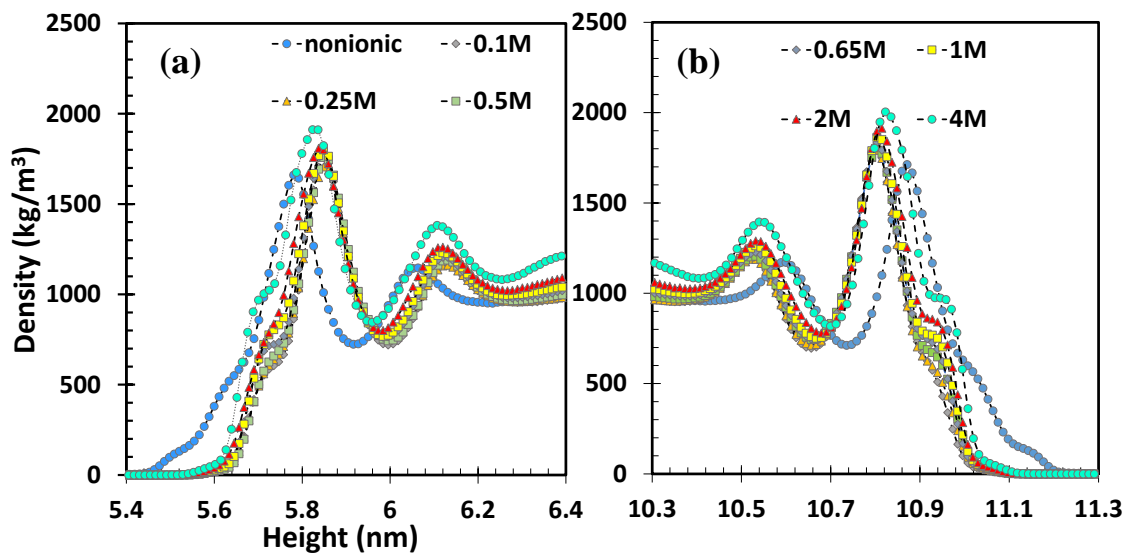 (a)
nonionic
0.1M
0.25M
0.5M
2500
2000
1500
1000
500
0
Density (kg/m³)
5.4 5.6 5.8 6 6.2 6.4
Height (nm)
(b)
0.65M
1M
2M
4M
2500
2000
1500
1000
500
0
10.3 10.5 10.7 10.9 11.1 11.3